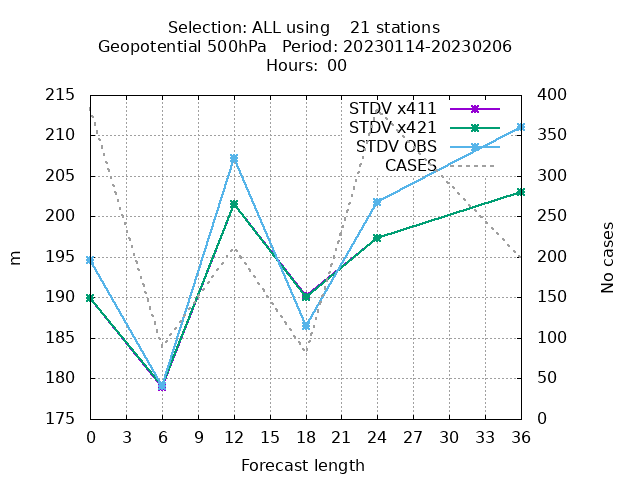 Selection: ALL using    21 stations
Geopotential 500hPa   Period: 20230114-20230206
Hours:  00
STDV x411
STDV x421
STDV OBS
CASES
215
210
205
200
195
190
185
180
175
400
350
300
250
200
150
100
50
0
m
No cases
0 3 6 9 12 15 18 21 24 27 30 33 36
Forecast length